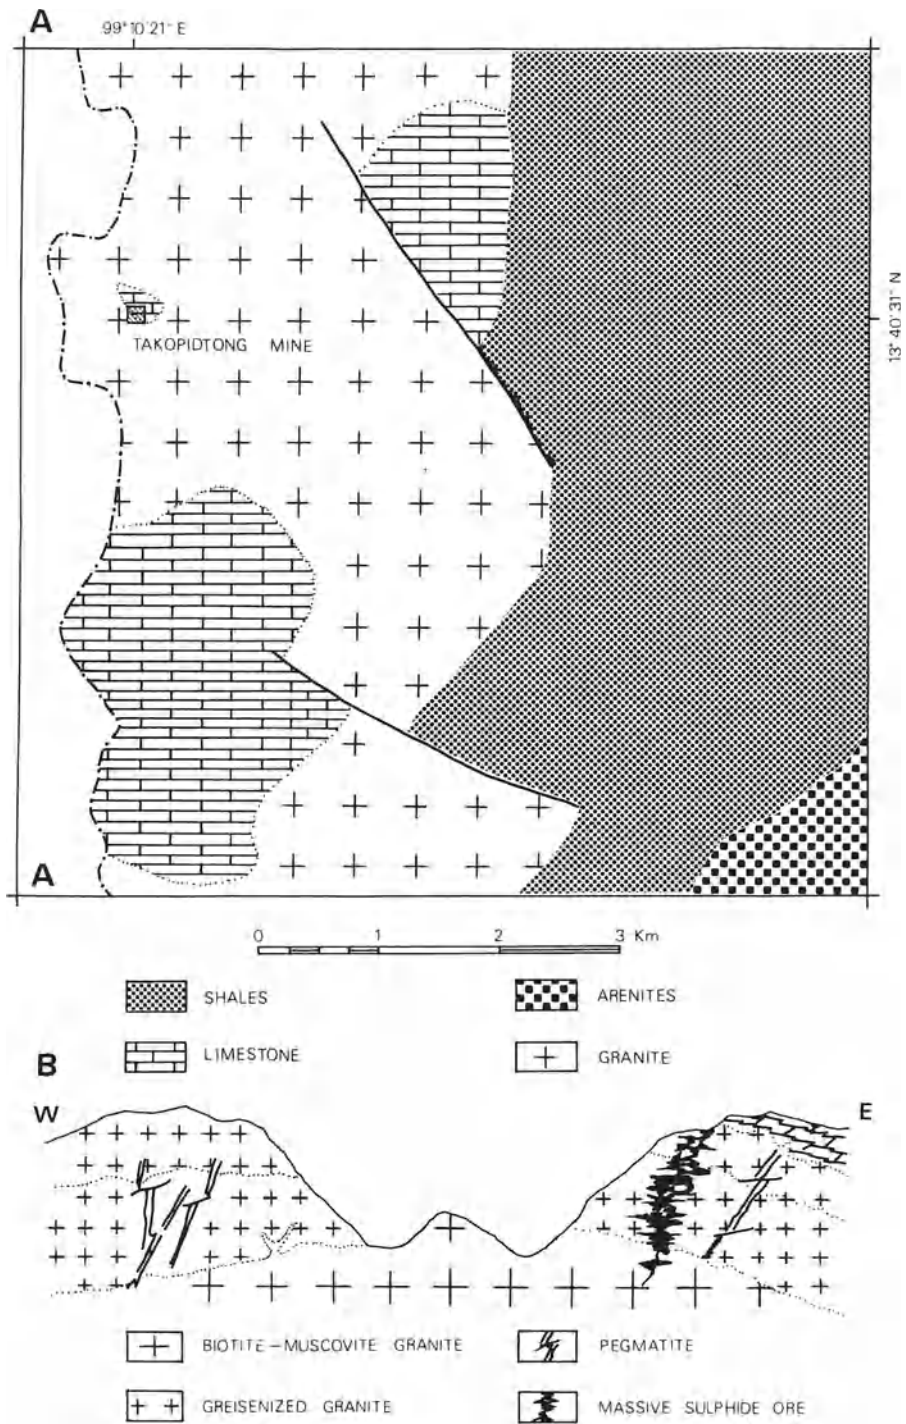 A
99° 10' 21" E
13° 40' 31" N
TAKOPIDTONG MINE
A
0 1 2 3 Km
SHALES ARENITES
LIMESTONE GRANITE
B
W E
BIOTITE – MUSCOVITE GRANITE PEGMATITE
GREISENIZED GRANITE MASSIVE SULPHIDE ORE